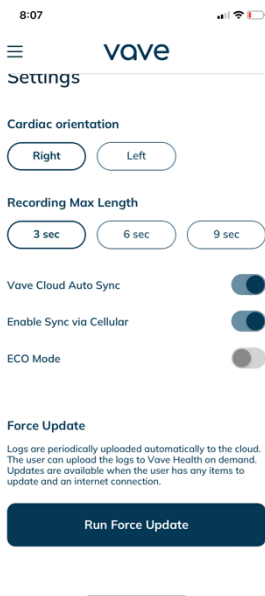 8:07
vave
Settings
Cardiac orientation
Right
Left
Recording Max Length
3 sec
6 sec
9 sec
Vave Cloud Auto Sync
Enable Sync via Cellular
ECO Mode
Force Update
Logs are periodically uploaded automatically to the cloud.
The user can upload the logs to Vave Health on demand.
Updates are available when the user has any items to
update and an internet connection.
Run Force Update